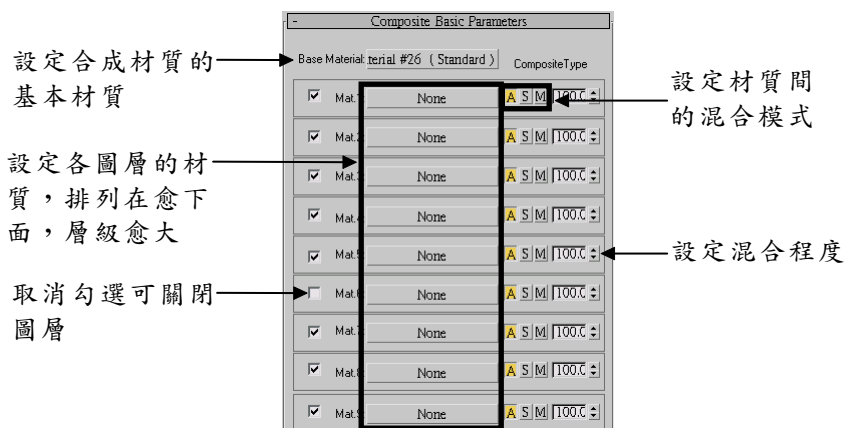 - Composite Basic Parameters
Base Material: terial #26 ( Standard ) CompositeType
Mat.1 None A S M 100.0
Mat.2 None A S M 100.0
Mat.3 None A S M 100.0
Mat.4 None A S M 100.0
Mat.5 None A S M 100.0
Mat.6 None A S M 100.0
Mat.7 None A S M 100.0
Mat.8 None A S M 100.0
Mat.9 None A S M 100.0
設定合成材質的
基本材質
設定各圖層的材
質，排列在愈下
面，層級愈大
取消勾選可關閉
圖層
設定材質間
的混合模式
設定混合程度